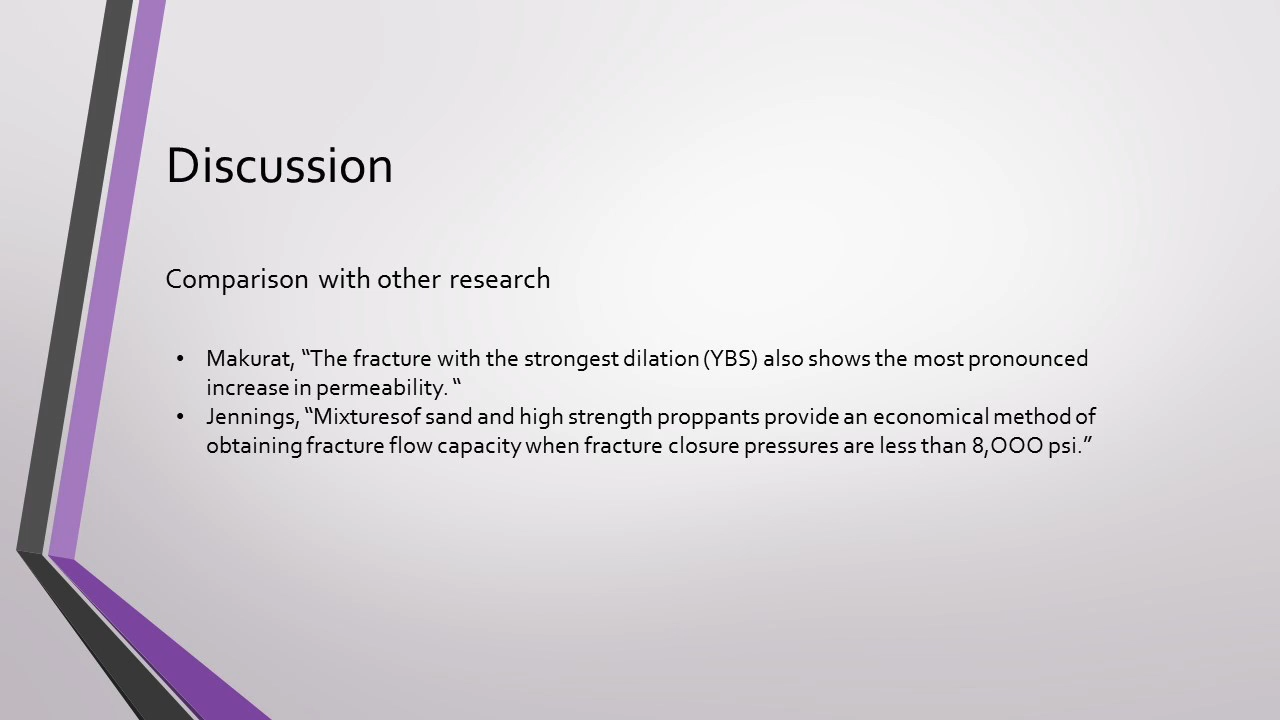 Discussion
Comparison with other research
• Makurat, “The fracture with the strongest dilation (YBS) also shows the most pronounced
increase in permeability. “
• Jennings, “Mixturesof sand and high strength proppants provide an economical method of
obtaining fracture flow capacity when fracture closure pressures are less than 8,OOO psi.”